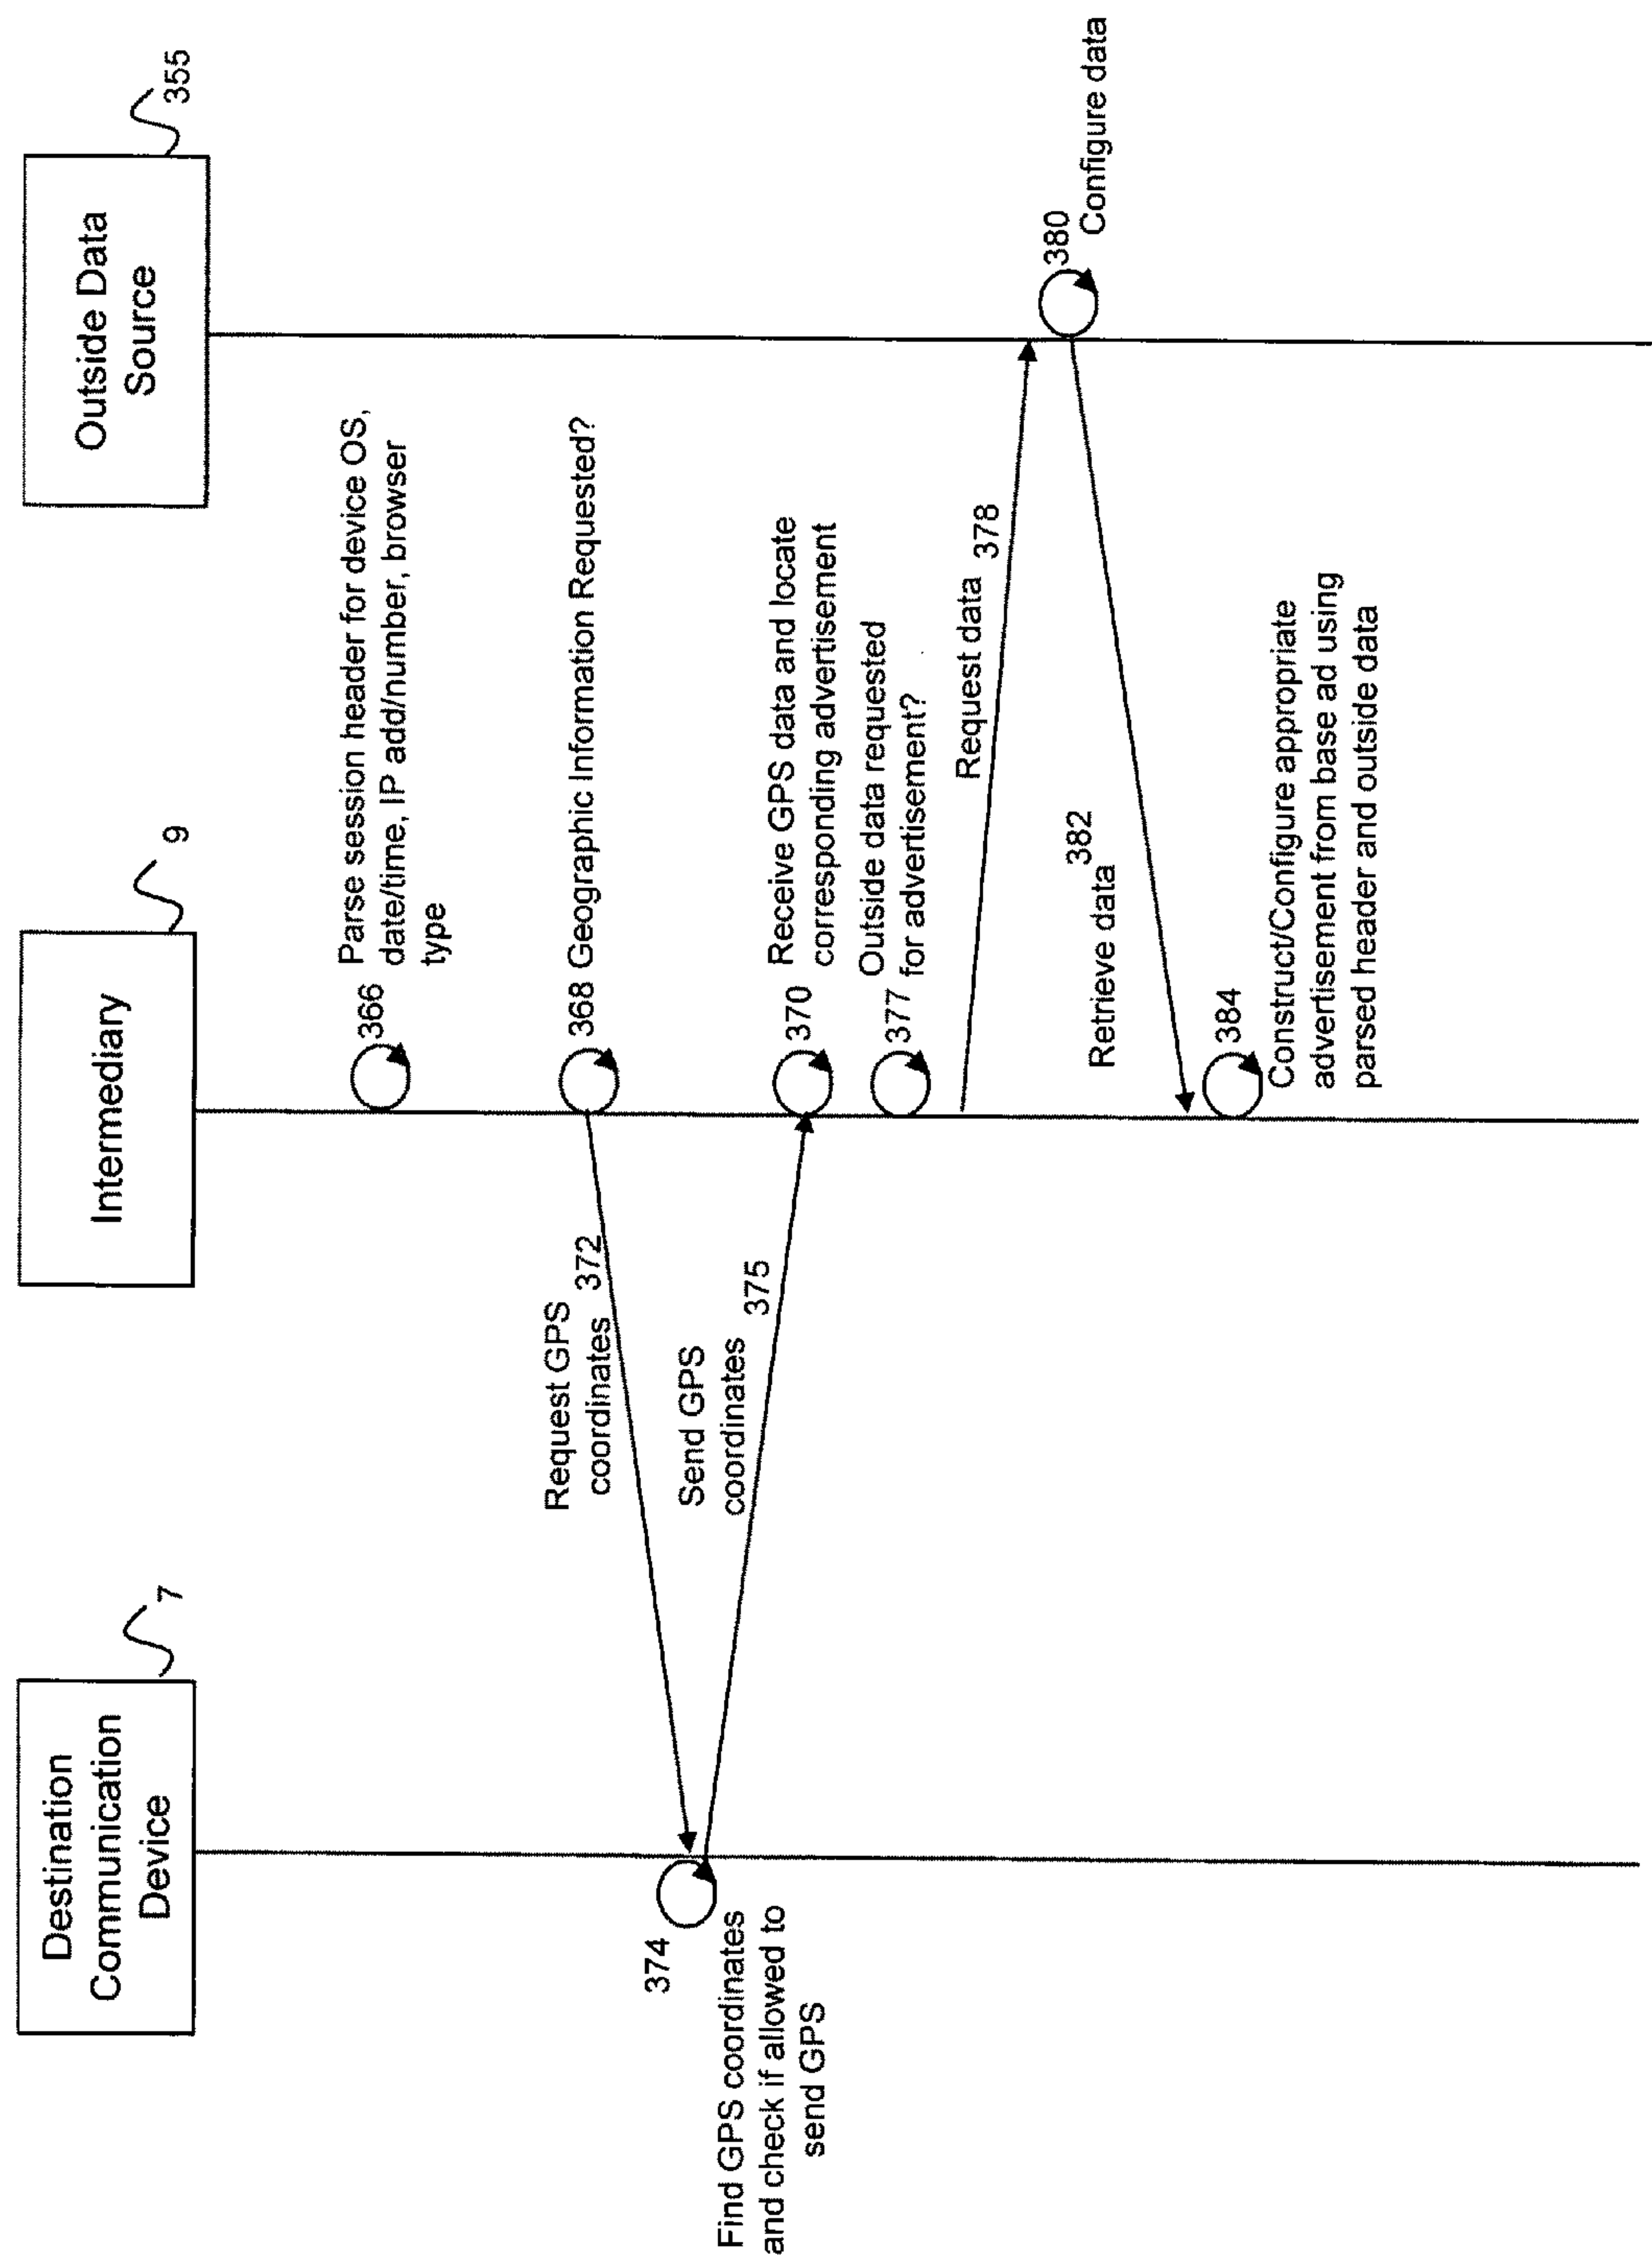 Destination
Communication
Device
7
Intermediary
9
Outside Data
Source
355
366
Parse session header for device OS,
date/time, IP add/number, browser
type
368 Geographic Information Requested?
Request GPS
coordinates 372
374
Find GPS coordinates
and check if allowed to
send GPS
Send GPS
coordinates
375
370
Receive GPS data and locate
corresponding advertisement
377
Outside data requested
for advertisement?
Request data 378
380
Configure data
382
Retrieve data
384
Construct/Configure appropriate
advertisement from base ad using
parsed header and outside data